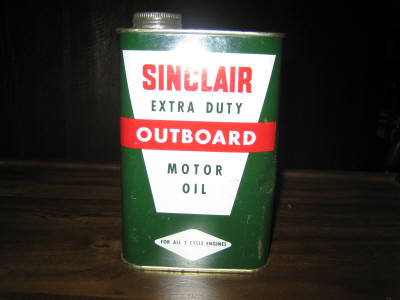 SINCLAIR
EXTRA DUTY
OUTBOARD
MOTOR
OIL
FOR ALL 2 CYCLE ENGINES